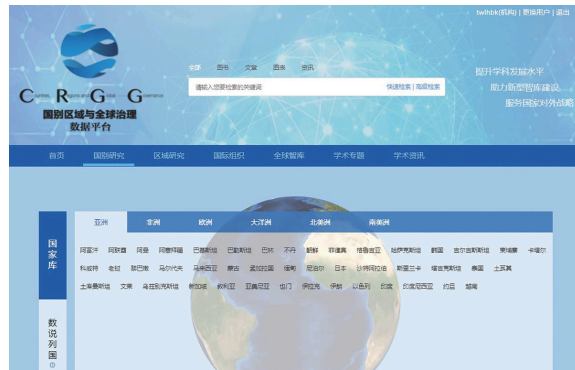 twlhbk(机构) | 更换用户 | 退出
全部 图书 文章 图表 资讯
请输入您要检索的关键词 快速检索 | 高级检索
提升学科发展水平
助力新型智库建设
服务国家对外战略
Countries, Regions and Global Governance
国别区域与全球治理
数据平台
首页 国别研究 区域研究 国际组织 全球智库 学术专题 学术资讯
国家库
亚洲 非洲 欧洲 大洋洲 北美洲 南美洲
阿富汗 阿联酋 阿曼 阿塞拜疆 巴基斯坦 巴勒斯坦 巴林 不丹 朝鲜 菲律宾 格鲁吉亚 哈萨克斯坦 韩国 吉尔吉斯斯坦 柬埔寨 卡塔尔
科威特 老挝 黎巴嫩 马尔代夫 马来西亚 蒙古 孟加拉国 缅甸 尼泊尔 日本 沙特阿拉伯 斯里兰卡 塔吉克斯坦 泰国 土耳其
土库曼斯坦 文莱 乌兹别克斯坦 新加坡 叙利亚 亚美尼亚 也门 伊拉克 伊朗 以色列 印度 印度尼西亚 约旦 越南
数说列国